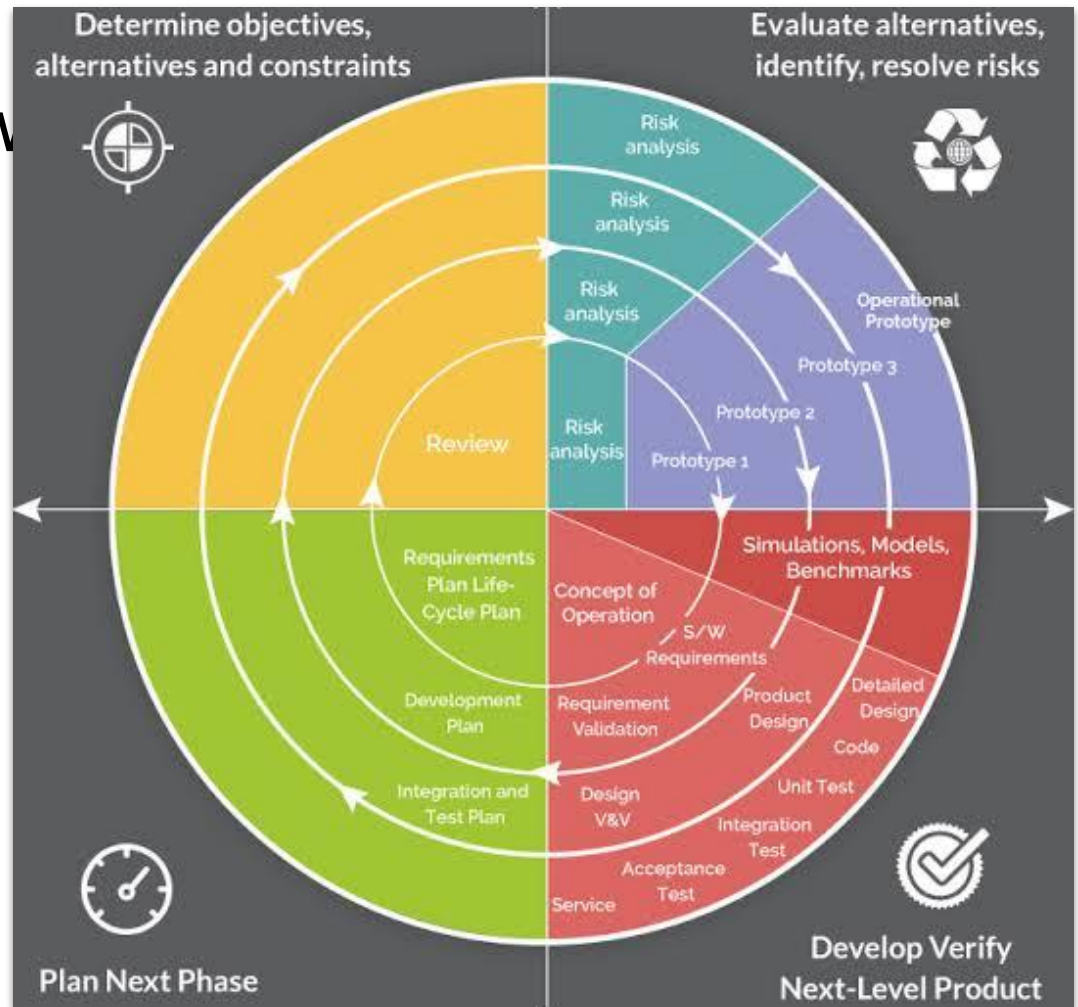 Determine objectives,
alternatives and constraints
Evaluate alternatives,
identify, resolve risks
Risk
analysis
Risk
analysis
Risk
analysis
Risk
analysis
Operational
Prototype
Prototype 3
Prototype 2
Prototype 1
Review
Requirements
Plan Life-
Cycle Plan
Development
Plan
Integration and
Test Plan
Simulations, Models,
Benchmarks
Concept of
Operation
S/W
Requirements
Requirement
Validation
Product
Design
Detailed
Design
Code
Unit Test
Design
V&V
Integration
Test
Acceptance
Test
Service
Plan Next Phase
Develop Verify
Next-Level Product